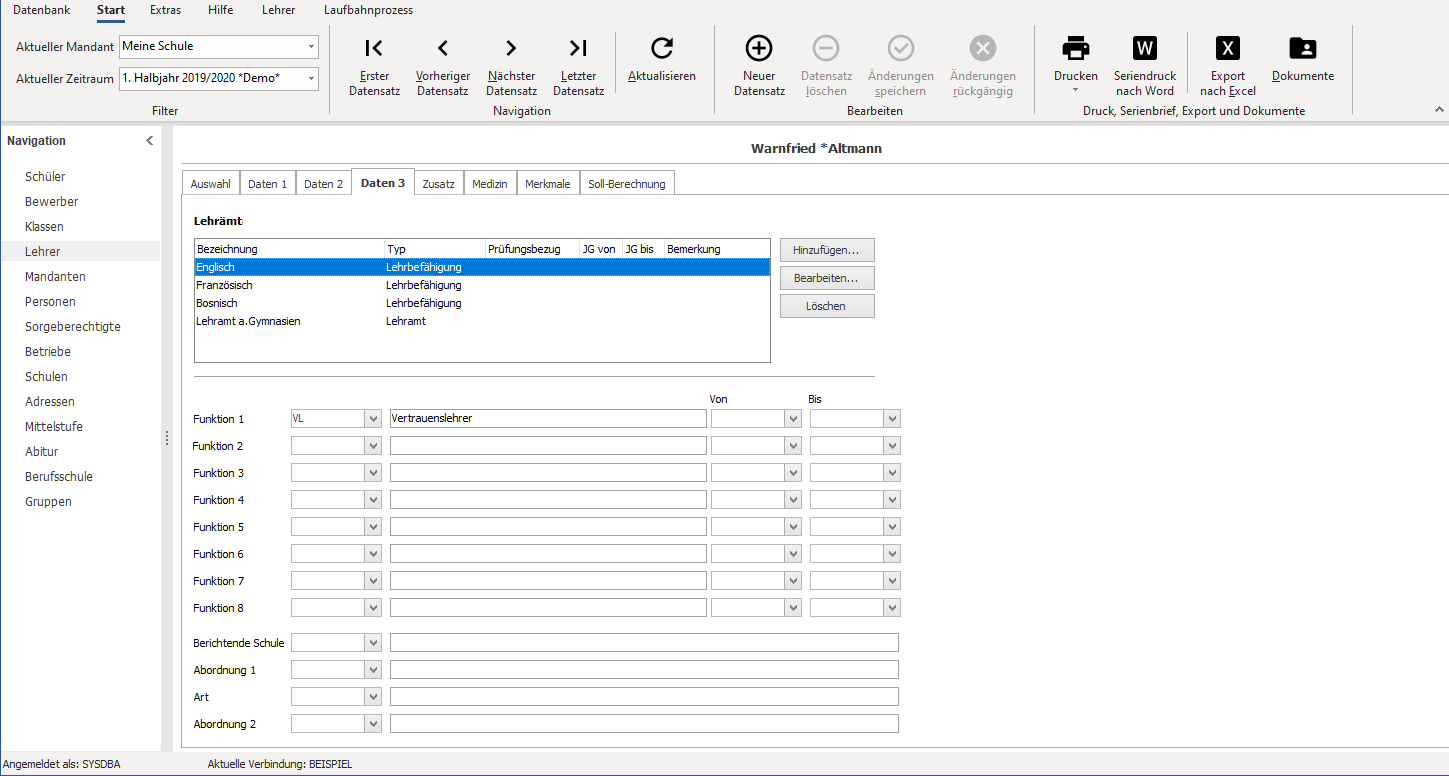 Datenbank Start Extras Hilfe Lehrer Laufbahnprozess
Aktueller Mandant Meine Schule
Aktueller Zeitraum 1. Halbjahr 2019/2020 *Demo*
Filter
Erster Datensatz
Vorheriger Datensatz
Nächster Datensatz
Letzter Datensatz
Aktualisieren
Navigation
Neuer Datensatz
Datensatz löschen
Änderungen speichern
Änderungen rückgängig
Bearbeiten
Drucken
W
Seriendruck nach Word
X
Export nach Excel
Dokumente
Druck, Serienbrief, Export und Dokumente
Navigation
Schüler
Bewerber
Klassen
Lehrer
Mandanten
Personen
Sorgeberechtigte
Betriebe
Schulen
Adressen
Mittelstufe
Abitur
Berufsschule
Gruppen
Warnfried *Altmann
Auswahl Daten 1 Daten 2 Daten 3 Zusatz Medizin Merkmale Soll-Berechnung
Lehrämt
Bezeichnung Typ Prüfungsbezug JG von JG bis Bemerkung
Englisch Lehrbefähigung
Französisch Lehrbefähigung
Bosnisch Lehrbefähigung
Lehramt a.Gymnasien Lehramt
Hinzufügen...
Bearbeiten...
Löschen
Von Bis
Funktion 1 VL Vertrauenslehrer
Funktion 2
Funktion 3
Funktion 4
Funktion 5
Funktion 6
Funktion 7
Funktion 8
Berichtende Schule
Abordnung 1
Art
Abordnung 2
Angemeldet als: SYSDBA Aktuelle Verbindung: BEISPIEL